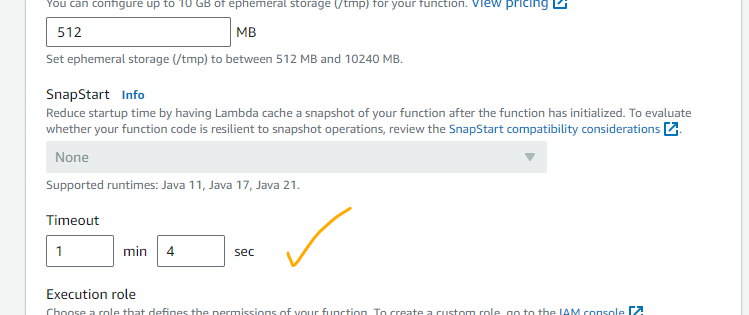 You can configure up to 10 GB of ephemeral storage (/tmp) for your function. View pricing
512 MB
Set ephemeral storage (/tmp) to between 512 MB and 10240 MB.
SnapStart Info
Reduce startup time by having Lambda cache a snapshot of your function after the function has initialized. To evaluate
whether your function code is resilient to snapshot operations, review the SnapStart compatibility considerations.
None
Supported runtimes: Java 11, Java 17, Java 21.
Timeout
1 min 4 sec
Execution role
Choose a role that defines the permissions of your function. To create a custom role, go to the IAM console.